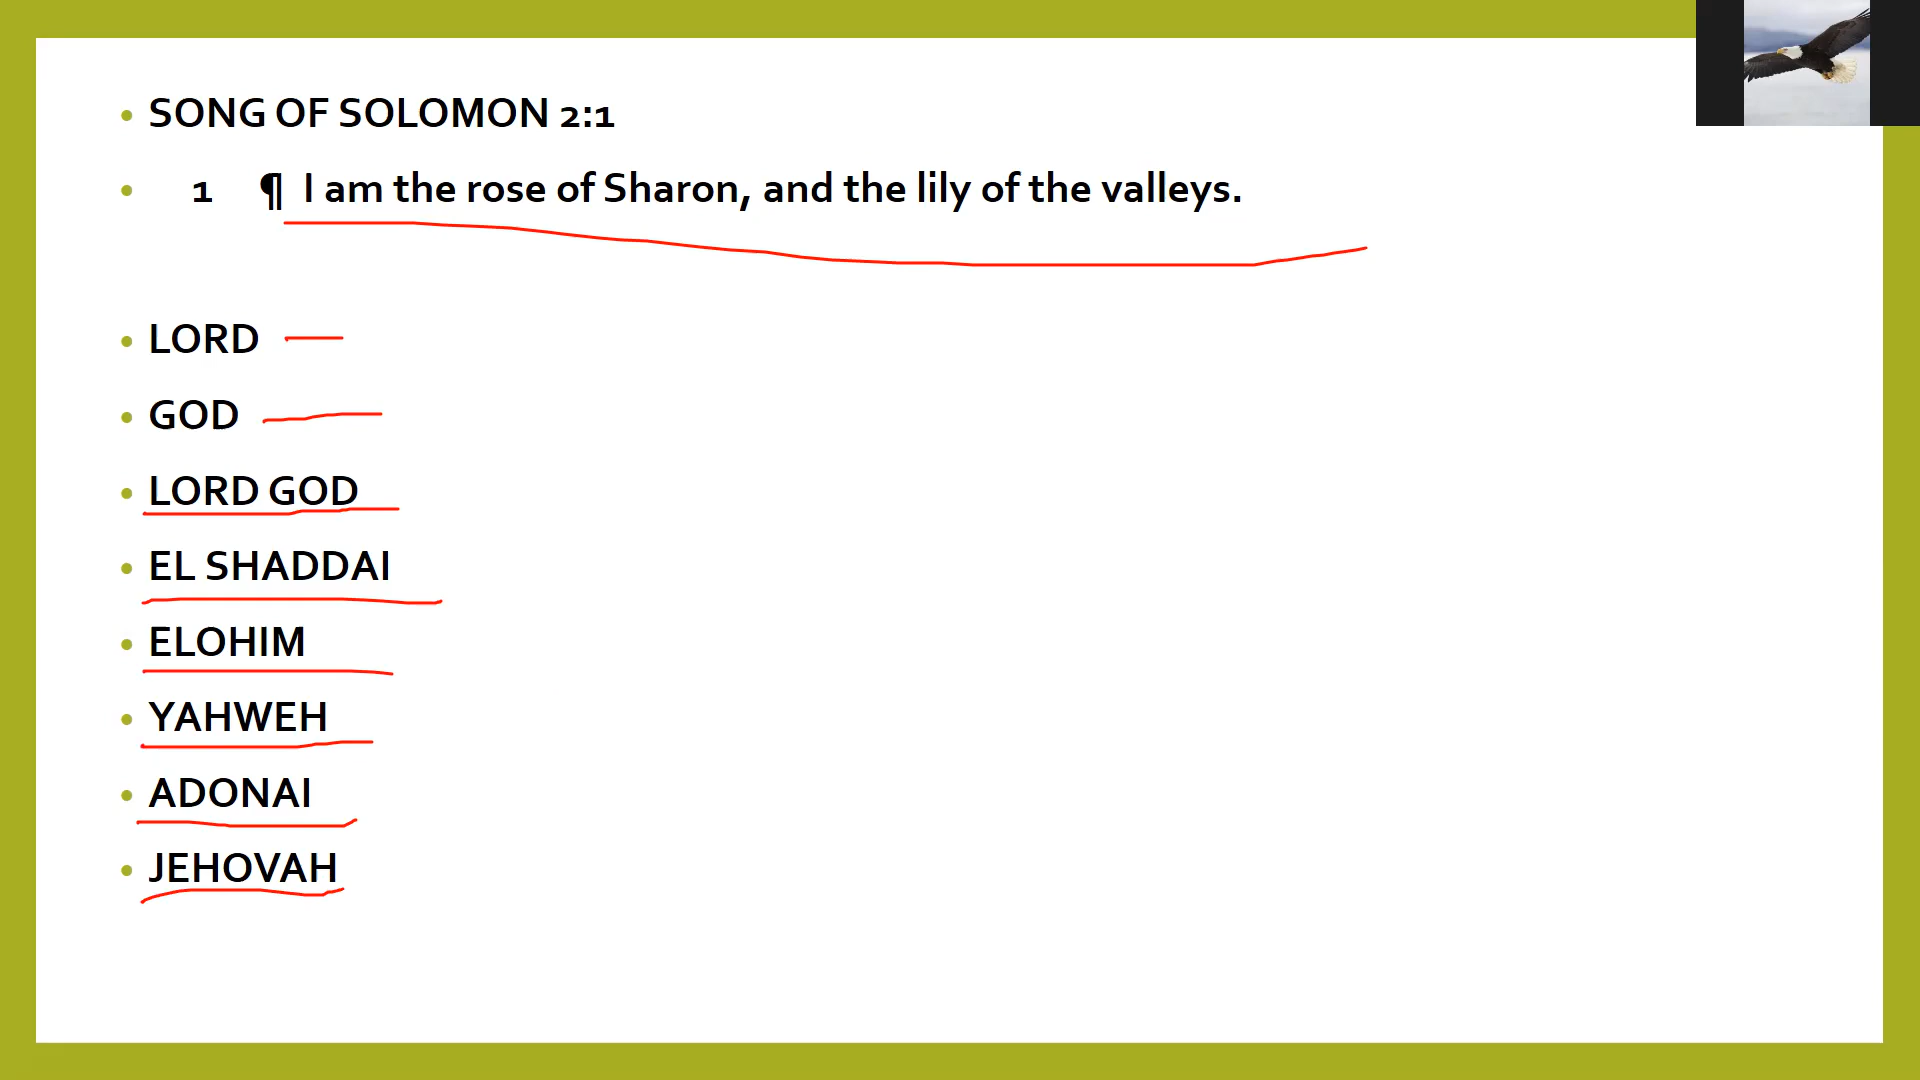 SONG OF SOLOMON 2:1
1 ¶ I am the rose of Sharon, and the lily of the valleys.
LORD
GOD
LORD GOD
EL SHADDAI
ELOHIM
YAHWEH
ADONAI
JEHOVAH